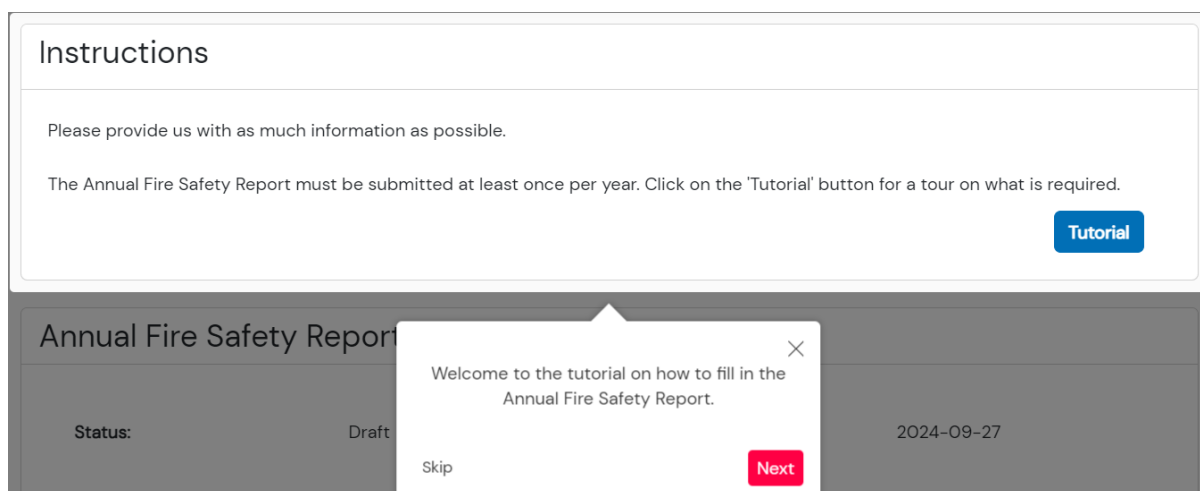 Instructions
Please provide us with as much information as possible.
The Annual Fire Safety Report must be submitted at least once per year. Click on the 'Tutorial' button for a tour on what is required.
Tutorial
Annual Fire Safety Report
Welcome to the tutorial on how to fill in the
Annual Fire Safety Report.
Status: Draft 2024-09-27
Skip Next